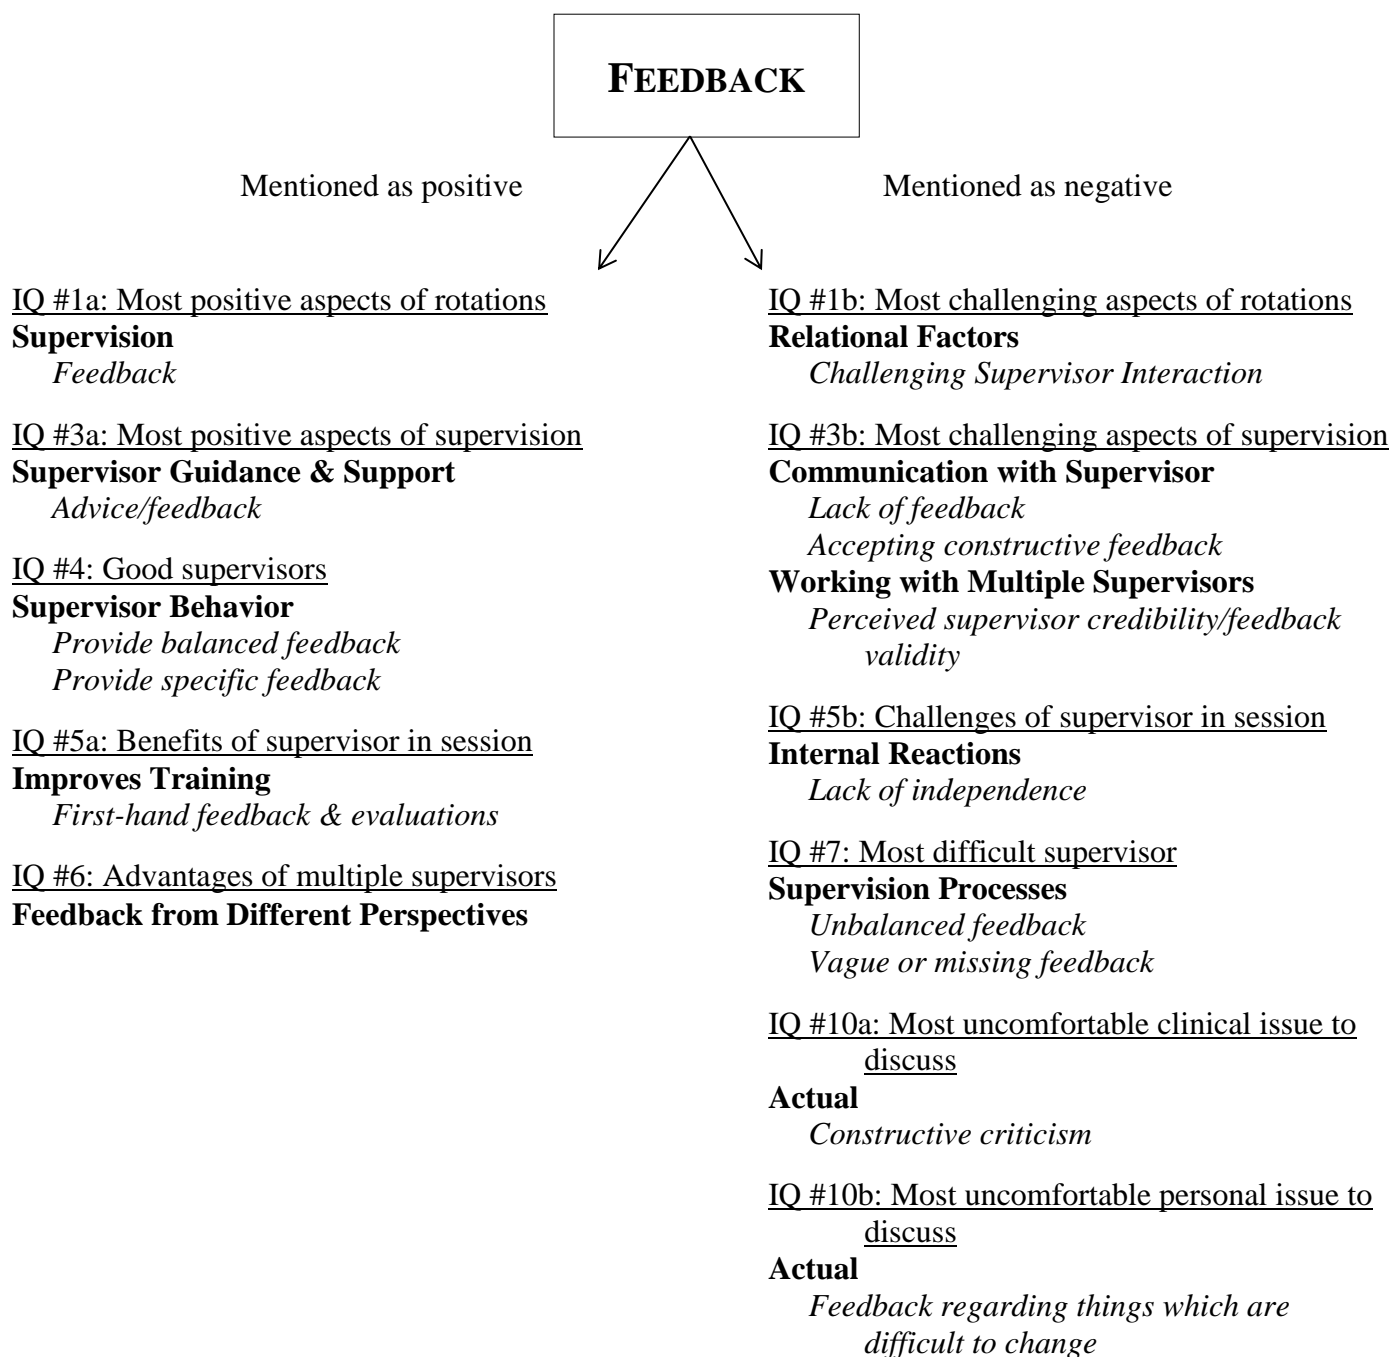 FEEDBACK
Mentioned as positive
Mentioned as negative
IQ #1a: Most positive aspects of rotations
Supervision
Feedback
IQ #3a: Most positive aspects of supervision
Supervisor Guidance & Support
Advice/feedback
IQ #4: Good supervisors
Supervisor Behavior
Provide balanced feedback
Provide specific feedback
IQ #5a: Benefits of supervisor in session
Improves Training
First-hand feedback & evaluations
IQ #6: Advantages of multiple supervisors
Feedback from Different Perspectives
IQ #1b: Most challenging aspects of rotations
Relational Factors
Challenging Supervisor Interaction
IQ #3b: Most challenging aspects of supervision
Communication with Supervisor
Lack of feedback
Accepting constructive feedback
Working with Multiple Supervisors
Perceived supervisor credibility/feedback
validity
IQ #5b: Challenges of supervisor in session
Internal Reactions
Lack of independence
IQ #7: Most difficult supervisor
Supervision Processes
Unbalanced feedback
Vague or missing feedback
IQ #10a: Most uncomfortable clinical issue to
discuss
Actual
Constructive criticism
IQ #10b: Most uncomfortable personal issue to
discuss
Actual
Feedback regarding things which are
difficult to change